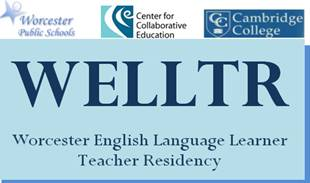 Worcester
Public Schools
Center for
Collaborative
Education
Cambridge
College
WELLTR
Worcester English Language Learner
Teacher Residency